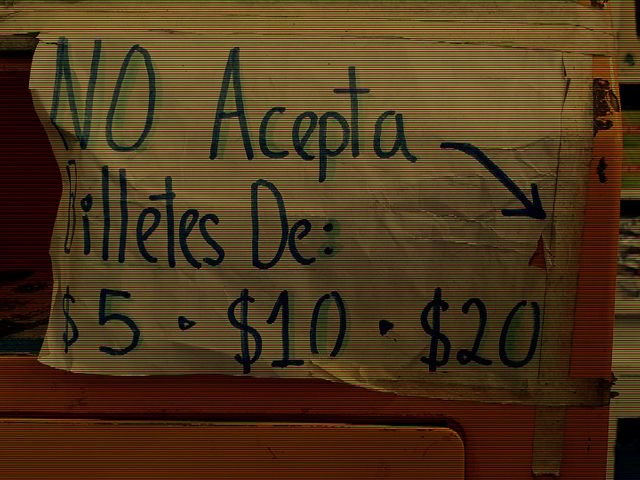 NO Acepta
Billetes De:
$5 • $10 • $20